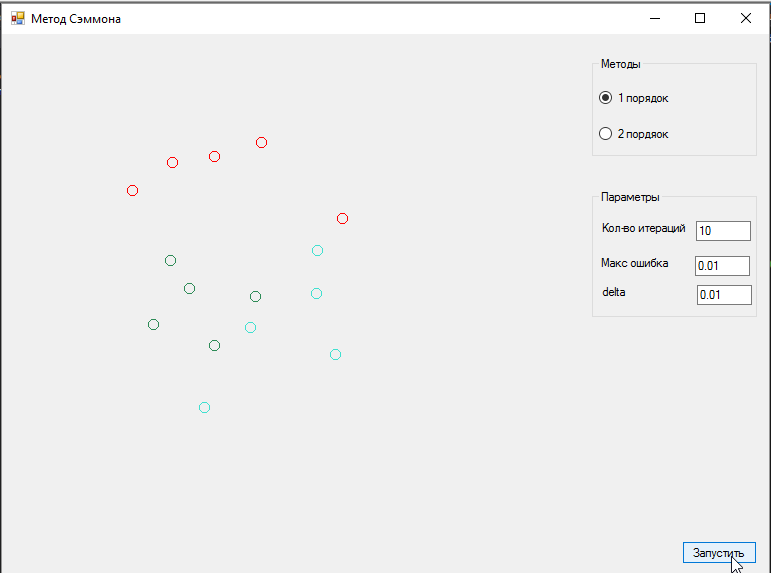 Метод Сэммона
Методы
1 порядок
2 пордяок
Параметры
Кол-во итераций 10
Макс ошибка 0.01
delta 0.01
Запустить